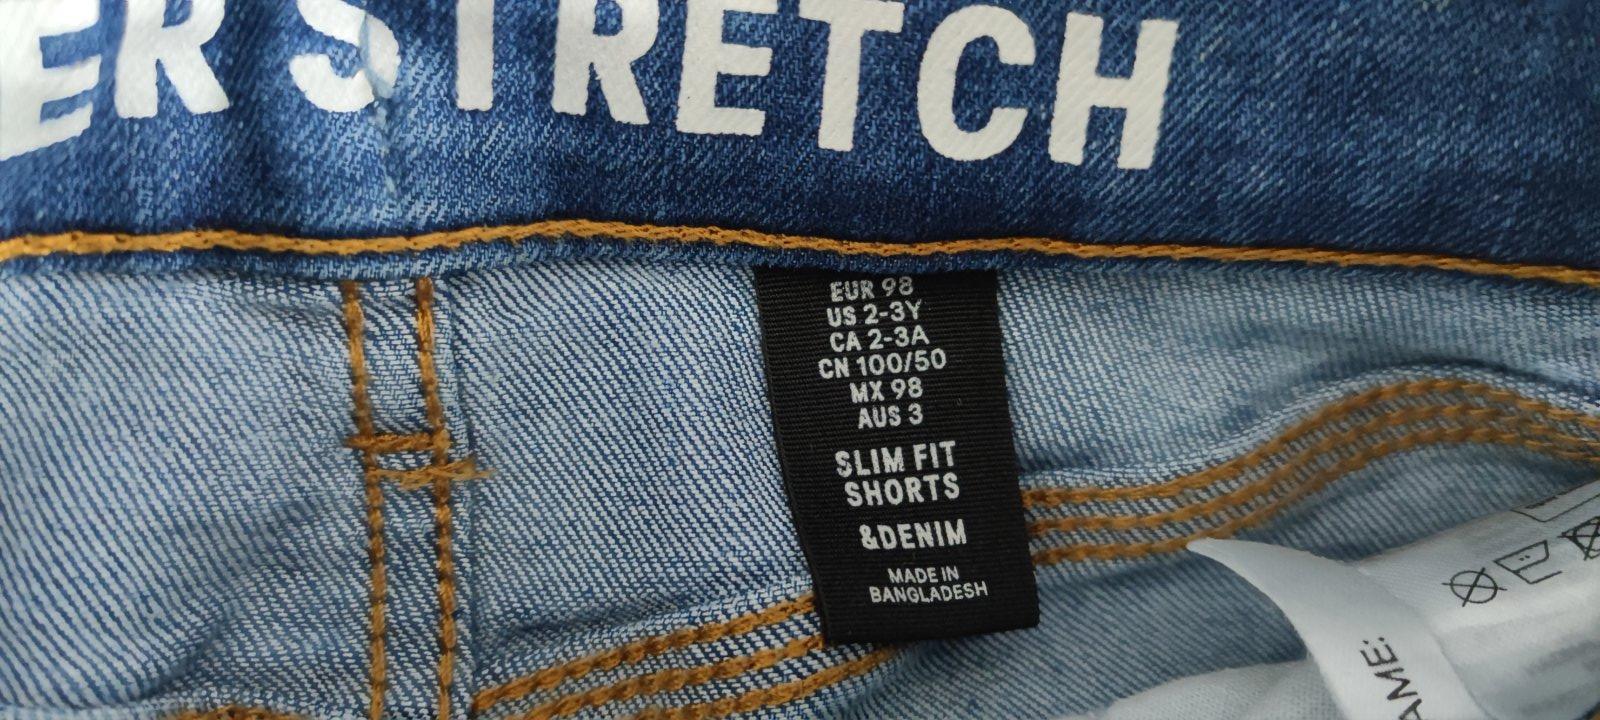 ER STRETCH
EUR 98
US 2-3Y
CA 2-3A
CN 100/50
MX 98
AUS 3
SLIM FIT
SHORTS
&DENIM
MADE IN
BANGLADESH
AME: